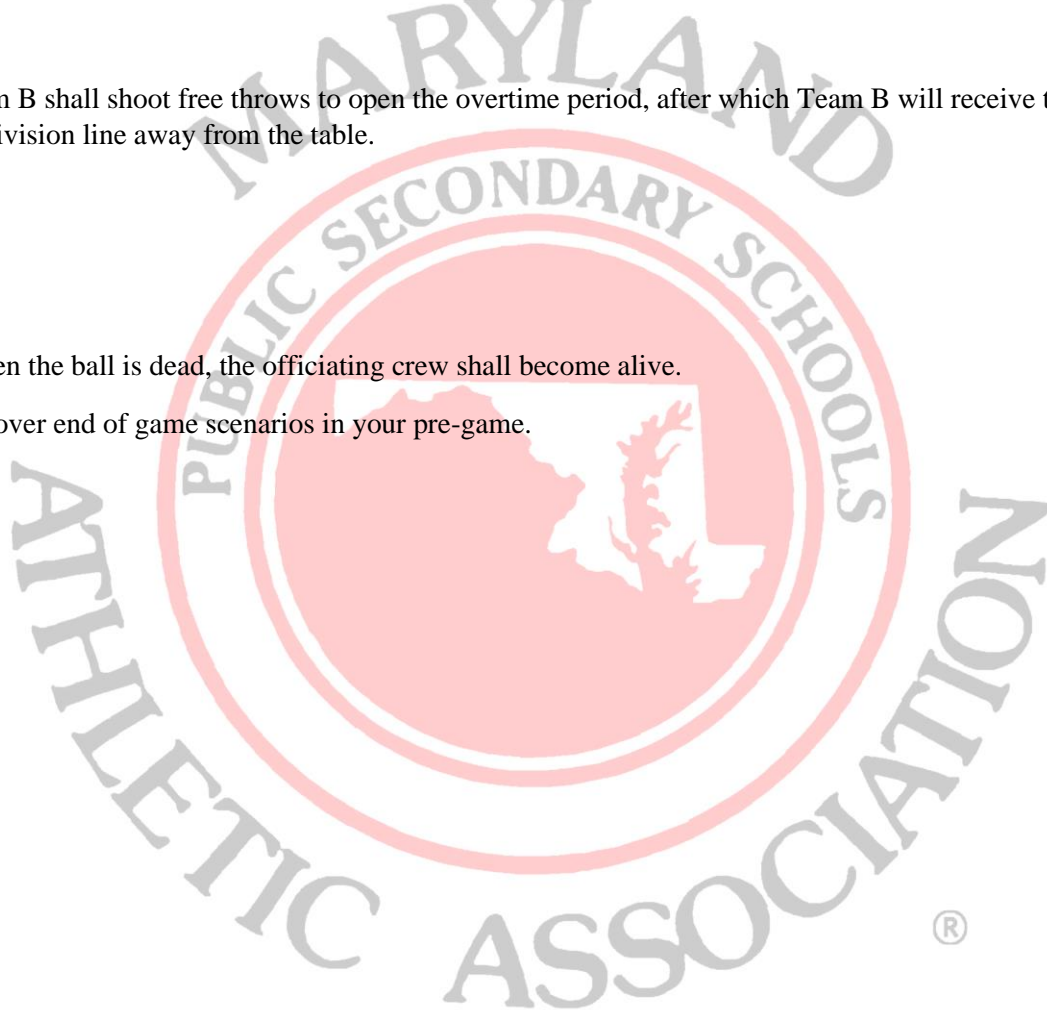 MARYLAND
B shall shoot free throws to open the overtime period, after which Team B will receive
division line away from the table.
PUBLIC SECONDARY SCHOOLS
the ball is dead, the officiating crew shall become alive.
over end of game scenarios in your pre-game.
ATHLETIC ASSOCIATION
®